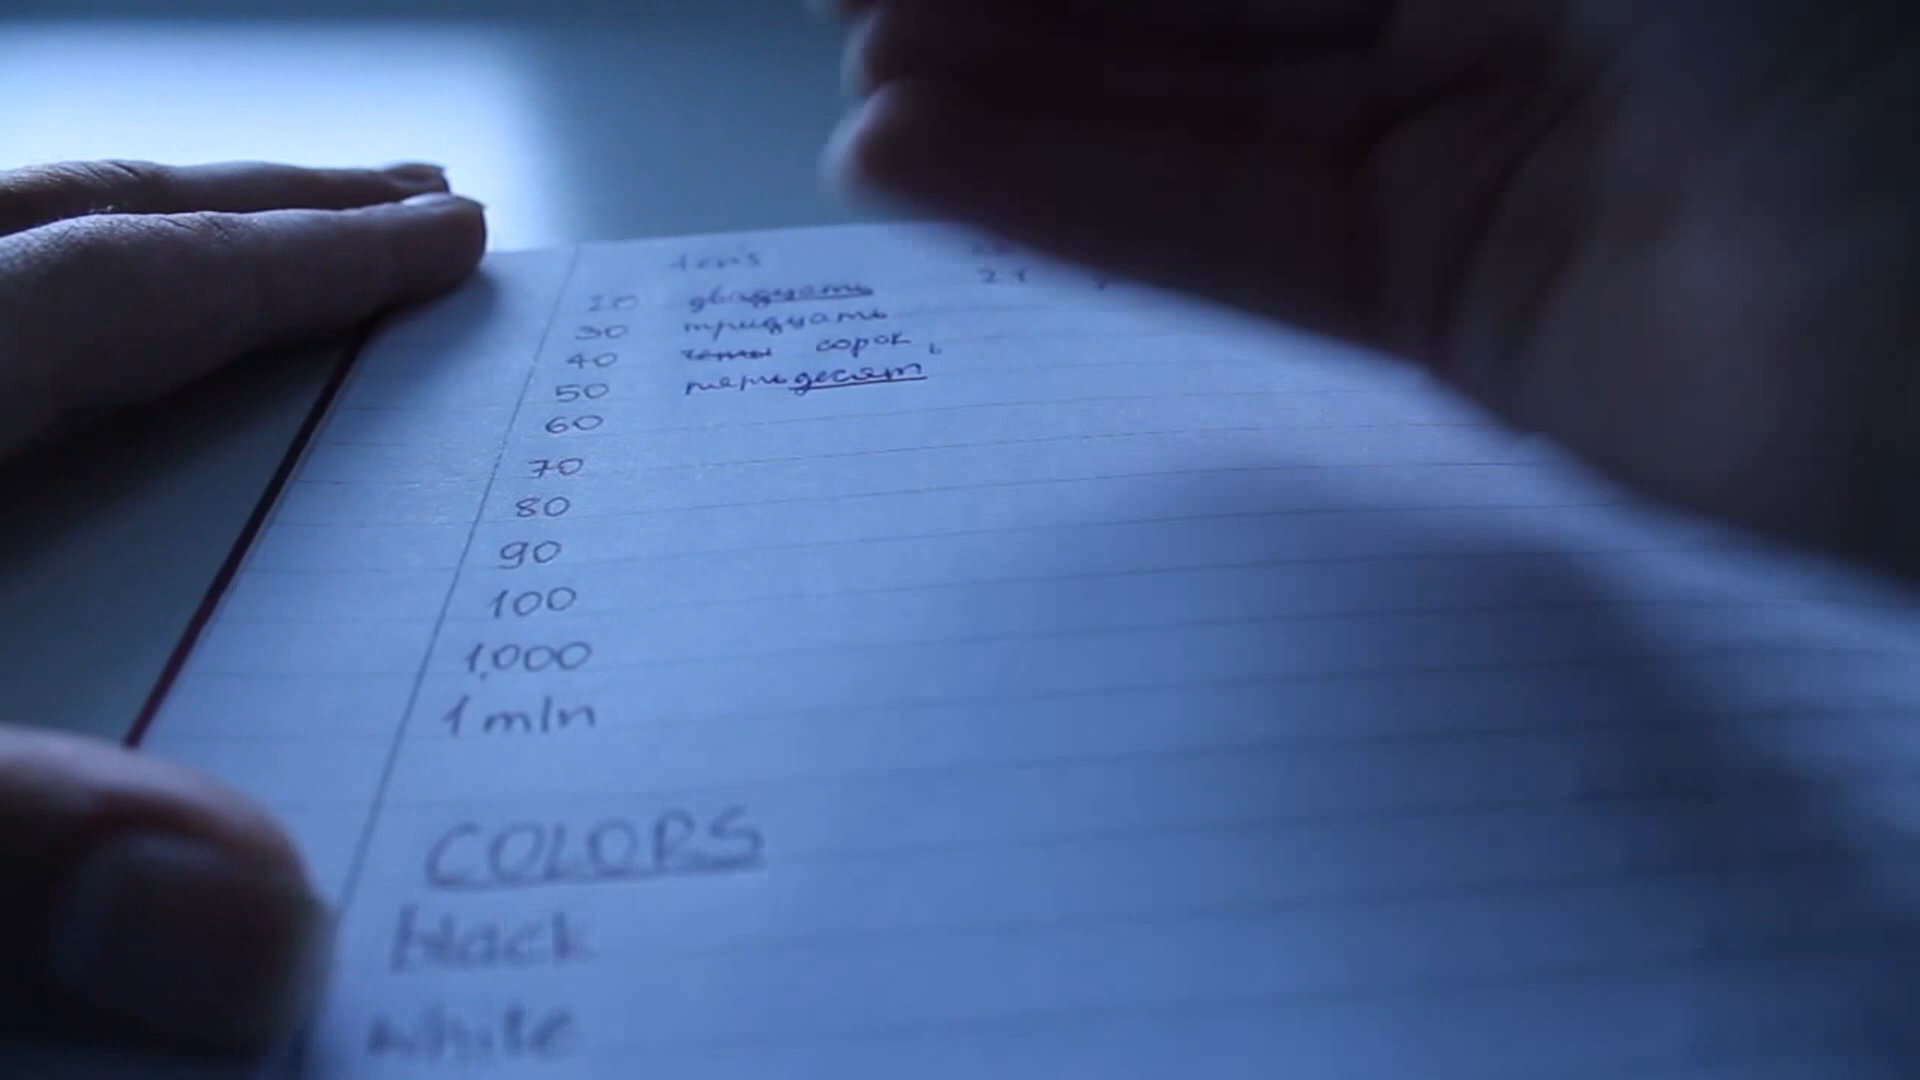 tens
20 двадцать 21
30 тридцать
40 сорок
50 пятьдесят
60
70
80
90
100
1,000
1 mln
COLORS
black
white